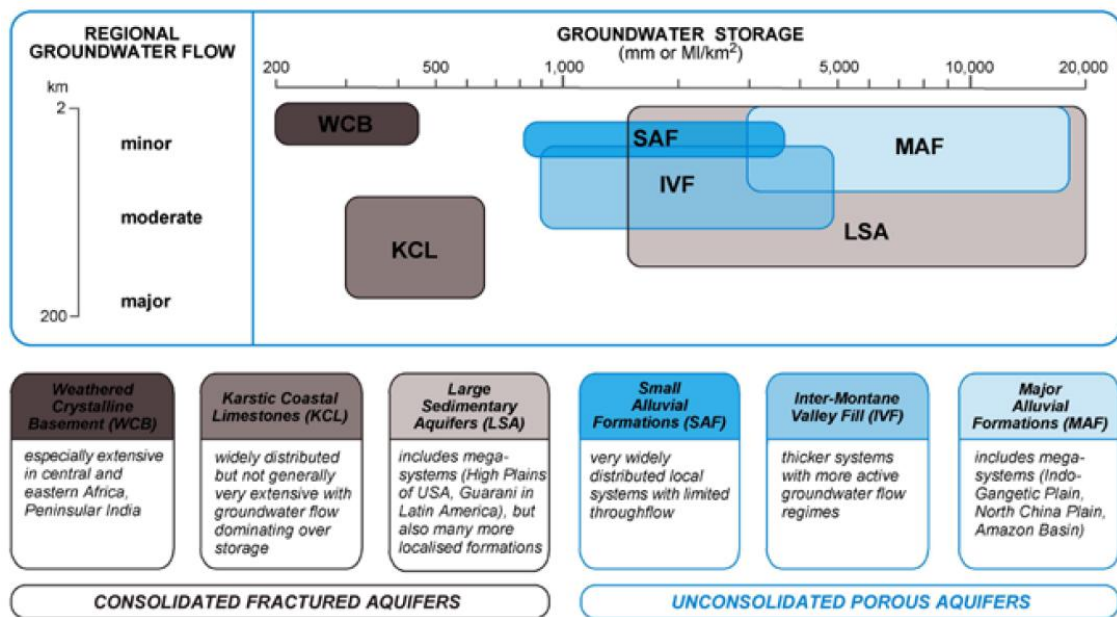 REGIONAL
GROUNDWATER FLOW
GROUNDWATER STORAGE
(mm or Ml/km²)
200
500
1,000
5,000
10,000
20,000
km
2
minor
moderate
major
200
WCB
KCL
SAF
IVF
MAF
LSA
Weathered
Crystalline
Basement (WCB)
especially extensive
in central and
eastern Africa,
Peninsular India
Karstic Coastal
Limestones (KCL)
widely distributed
but not generally
very extensive with
groundwater flow
dominating over
storage
Large
Sedimentary
Aquifers (LSA)
includes mega-
systems (High Plains
of USA, Guarani in
Latin America), but
also many more
localised formations
Small
Alluvial
Formations (SAF)
very widely
distributed local
systems with limited
throughflow
Inter-Montane
Valley Fill (IVF)
thicker systems
with more active
groundwater flow
regimes
Major
Alluvial
Formations (MAF)
includes mega-
systems (Indo-
Gangetic Plain,
North China Plain,
Amazon Basin)
CONSOLIDATED FRACTURED AQUIFERS
UNCONSOLIDATED POROUS AQUIFERS